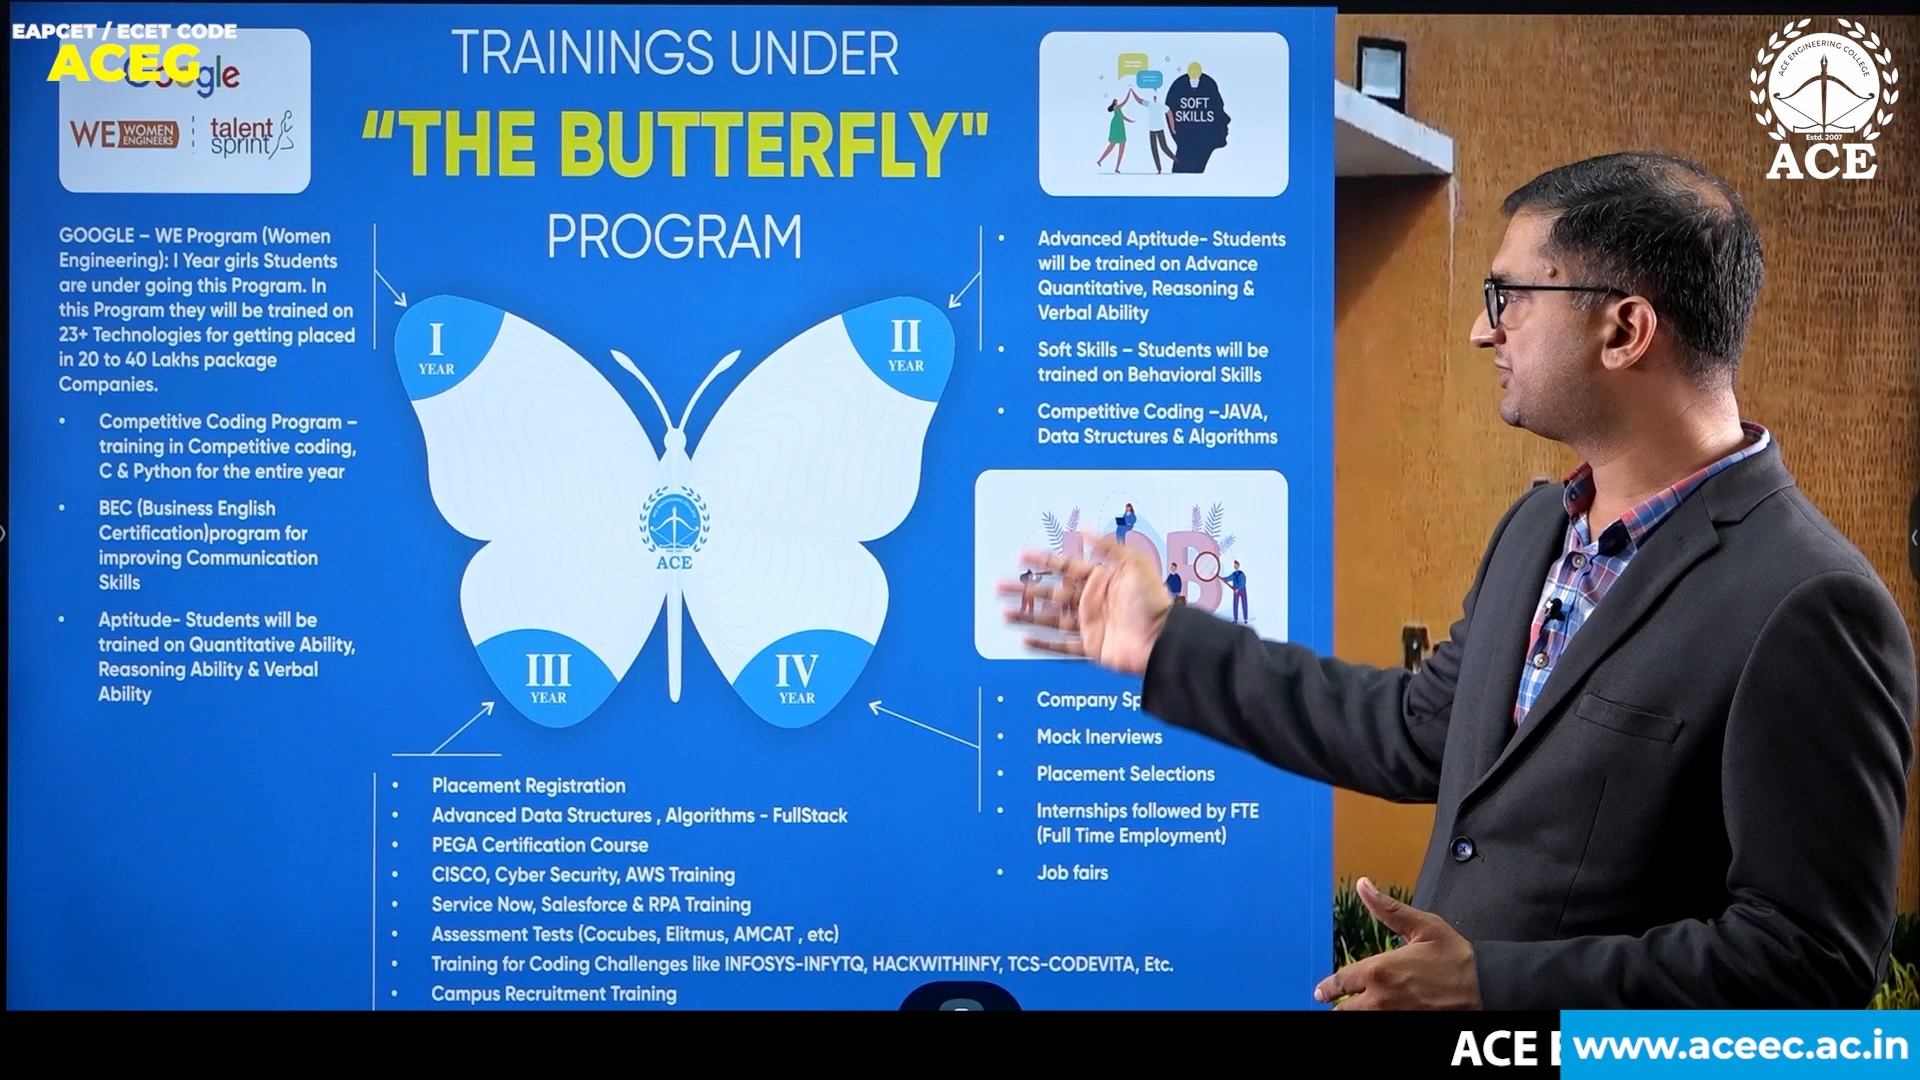 EAPCET / ECET CODE
ACEG
Google
WE WOMEN ENGINEERS
talent sprint
TRAININGS UNDER
“THE BUTTERFLY"
PROGRAM
SOFT
SKILLS
ACE ENGINEERING COLLEGE
Estd. 2007
ACE
GOOGLE – WE Program (Women
Engineering): I Year girls Students
are under going this Program. In
this Program they will be trained on
23+ Technologies for getting placed
in 20 to 40 Lakhs package
Companies.
• Competitive Coding Program –
training in Competitive coding,
C & Python for the entire year
• BEC (Business English
Certification)program for
improving Communication
Skills
• Aptitude- Students will be
trained on Quantitative Ability,
Reasoning Ability & Verbal
Ability
I
YEAR
II
YEAR
ACE
III
YEAR
IV
YEAR
• Advanced Aptitude- Students
will be trained on Advance
Quantitative, Reasoning &
Verbal Ability
• Soft Skills – Students will be
trained on Behavioral Skills
• Competitive Coding –JAVA,
Data Structures & Algorithms
• Company
• Mock Inerviews
• Placement Selections
• Internships followed by FTE
(Full Time Employment)
• Job fairs
• Placement Registration
• Advanced Data Structures , Algorithms - FullStack
• PEGA Certification Course
• CISCO, Cyber Security, AWS Training
• Service Now, Salesforce & RPA Training
• Assessment Tests (Cocubes, Elitmus, AMCAT , etc)
• Training for Coding Challenges like INFOSYS-INFYTQ, HACKWITHINFY, TCS-CODEVITA, Etc.
• Campus Recruitment Training
ACE
www.aceec.ac.in